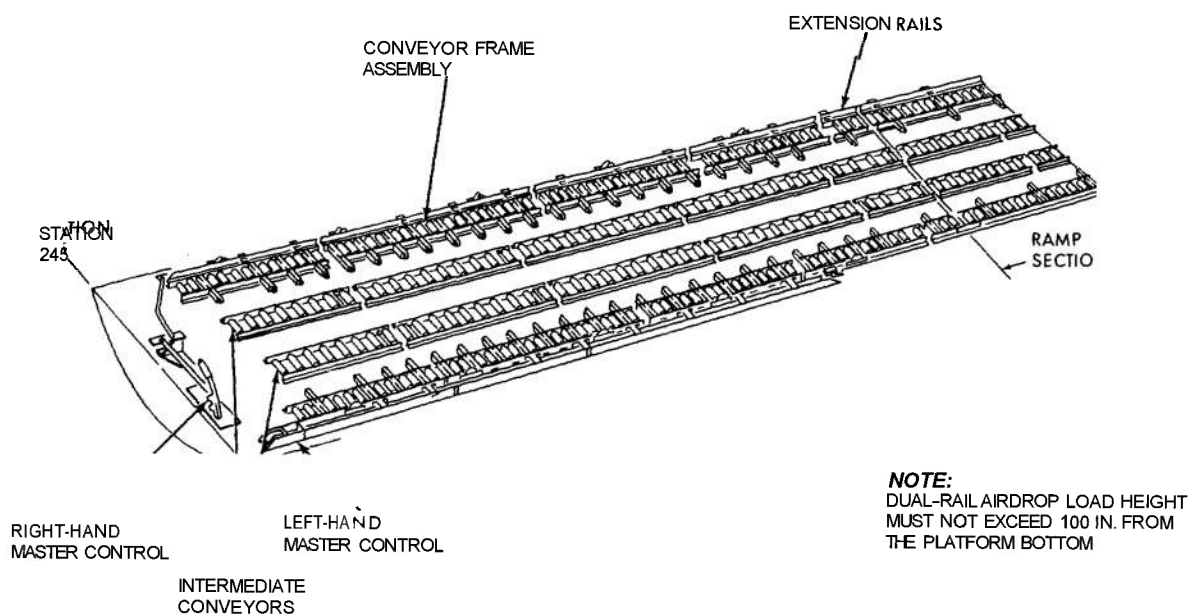 EXTENSION RAILS
CONVEYOR FRAME
ASSEMBLY
STATION
245
RAMP
SECTIO
NOTE:
DUAL-RAIL AIRDROP LOAD HEIGHT
MUST NOT EXCEED 100 IN. FROM
THE PLATFORM BOTTOM
RIGHT-HAND
MASTER CONTROL
LEFT-HAND
MASTER CONTROL
INTERMEDIATE
CONVEYORS